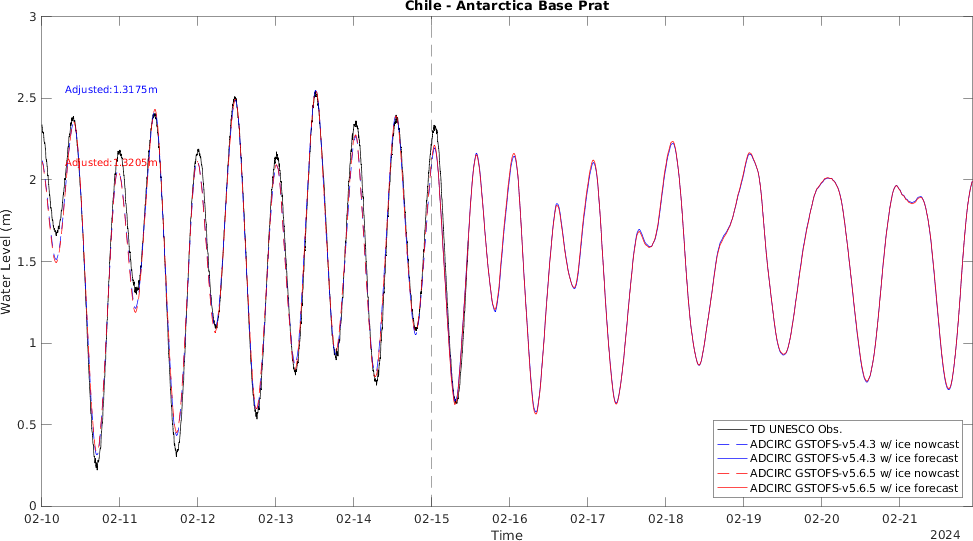 Chile - Antarctica Base Prat
3
2.5
2
1.5
1
0.5
0
Water Level (m)
Adjusted:1.3175m
Adjusted:1.3205m
TD UNESCO Obs.
ADCIRC GSTOFS-v5.4.3 w/ ice nowcast
ADCIRC GSTOFS-v5.4.3 w/ ice forecast
ADCIRC GSTOFS-v5.6.5 w/ ice nowcast
ADCIRC GSTOFS-v5.6.5 w/ ice forecast
02-10 02-11 02-12 02-13 02-14 02-15 02-16 02-17 02-18 02-19 02-20 02-21
Time
2024